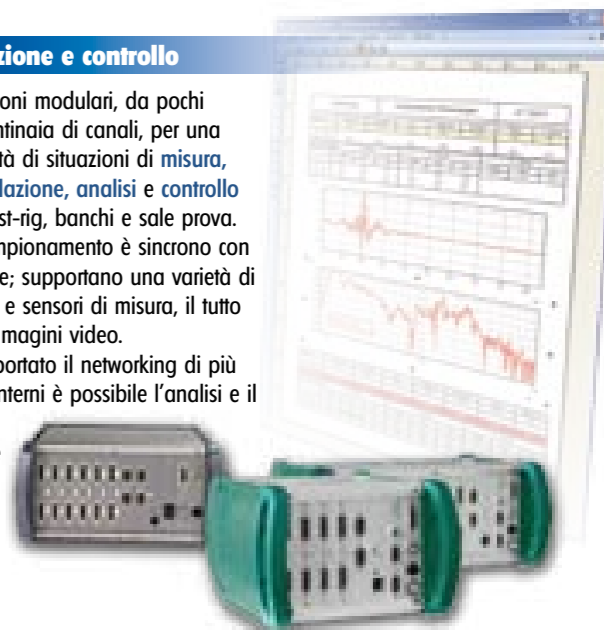 zione e controllo
oni modulari, da pochi
ntinaia di canali, per una
tà di situazioni di misura,
lazione, analisi e controllo
st-rig, banchi e sale prova.
mpionamento è sincrono con
e; supportano una varietà di
e sensori di misura, il tutto
magini video.
portato il networking di più
nterni è possibile l'analisi e il